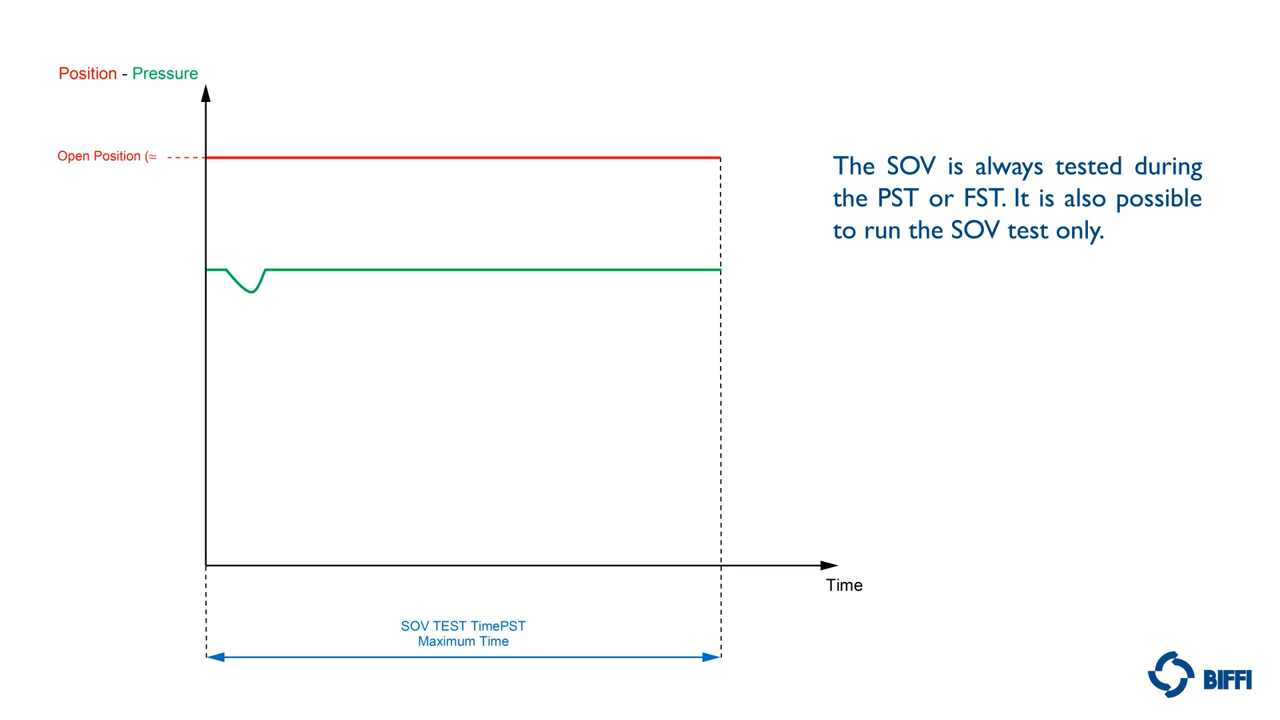 Position - Pressure
Open Position (≈
The SOV is always tested during
the PST or FST. It is also possible
to run the SOV test only.
Time
SOV TEST TimePST
Maximum Time
BIFFI